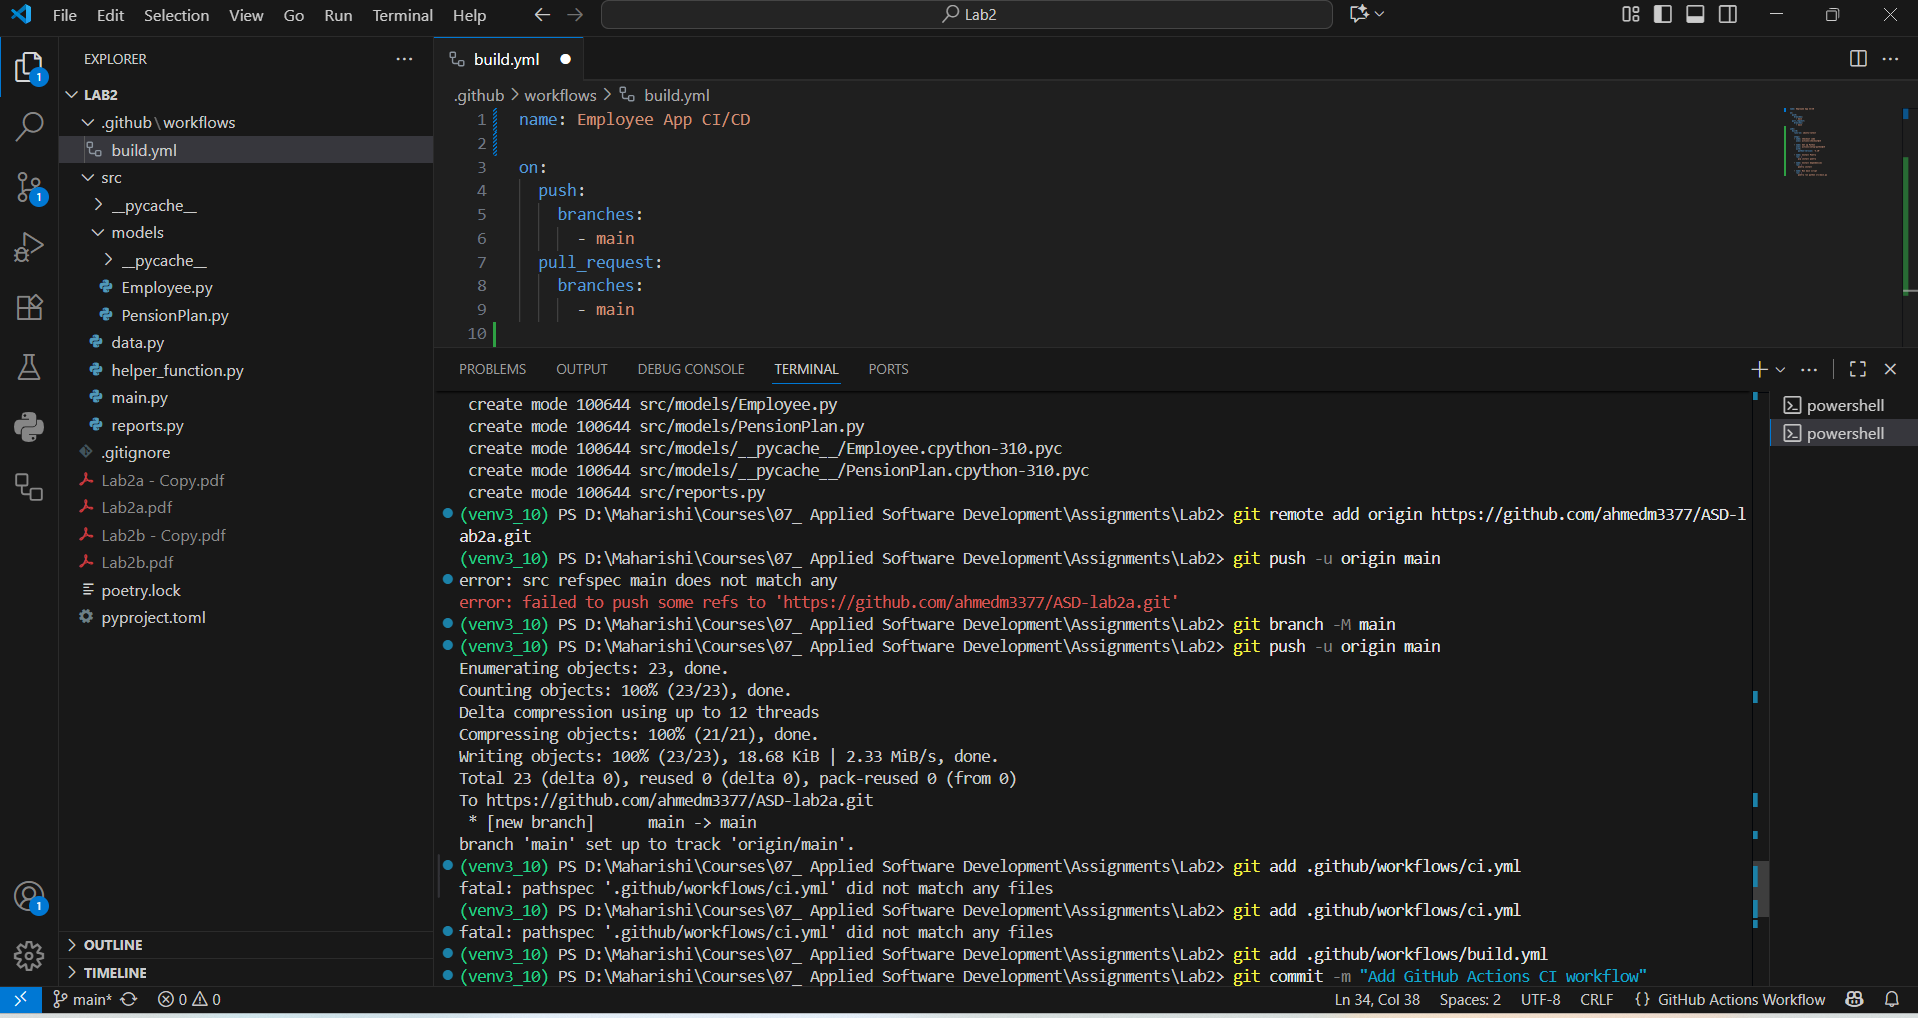 File Edit Selection View Go Run Terminal Help
Lab2
EXPLORER
LAB2
.github\workflows
build.yml
src
__pycache__
models
__pycache__
Employee.py
PensionPlan.py
data.py
helper_function.py
main.py
reports.py
.gitignore
Lab2a - Copy.pdf
Lab2a.pdf
Lab2b - Copy.pdf
Lab2b.pdf
poetry.lock
pyproject.toml
OUTLINE
TIMELINE
1
1
1
build.yml
.github > workflows > build.yml
1 name: Employee App CI/CD
2
3 on:
4 push:
5 branches:
6 - main
7 pull_request:
8 branches:
9 - main
10
PROBLEMS OUTPUT DEBUG CONSOLE TERMINAL PORTS
powershell
powershell
create mode 100644 src/models/Employee.py
create mode 100644 src/models/PensionPlan.py
create mode 100644 src/models/__pycache__/Employee.cpython-310.pyc
create mode 100644 src/models/__pycache__/PensionPlan.cpython-310.pyc
create mode 100644 src/reports.py
(venv3_10) PS D:\Maharishi\Courses\07_ Applied Software Development\Assignments\Lab2> git remote add origin https://github.com/ahmedm3377/ASD-l
ab2a.git
(venv3_10) PS D:\Maharishi\Courses\07_ Applied Software Development\Assignments\Lab2> git push -u origin main
error: src refspec main does not match any
error: failed to push some refs to 'https://github.com/ahmedm3377/ASD-lab2a.git'
(venv3_10) PS D:\Maharishi\Courses\07_ Applied Software Development\Assignments\Lab2> git branch -M main
(venv3_10) PS D:\Maharishi\Courses\07_ Applied Software Development\Assignments\Lab2> git push -u origin main
Enumerating objects: 23, done.
Counting objects: 100% (23/23), done.
Delta compression using up to 12 threads
Compressing objects: 100% (21/21), done.
Writing objects: 100% (23/23), 18.68 KiB | 2.33 MiB/s, done.
Total 23 (delta 0), reused 0 (delta 0), pack-reused 0 (from 0)
To https://github.com/ahmedm3377/ASD-lab2a.git
* [new branch] main -> main
branch 'main' set up to track 'origin/main'.
(venv3_10) PS D:\Maharishi\Courses\07_ Applied Software Development\Assignments\Lab2> git add .github/workflows/ci.yml
fatal: pathspec '.github/workflows/ci.yml' did not match any files
(venv3_10) PS D:\Maharishi\Courses\07_ Applied Software Development\Assignments\Lab2> git add .github/workflows/ci.yml
fatal: pathspec '.github/workflows/ci.yml' did not match any files
(venv3_10) PS D:\Maharishi\Courses\07_ Applied Software Development\Assignments\Lab2> git add .github/workflows/build.yml
(venv3_10) PS D:\Maharishi\Courses\07_ Applied Software Development\Assignments\Lab2> git commit -m "Add GitHub Actions CI workflow"
main* 0 0 Ln 34, Col 38 Spaces: 2 UTF-8 CRLF {} GitHub Actions Workflow